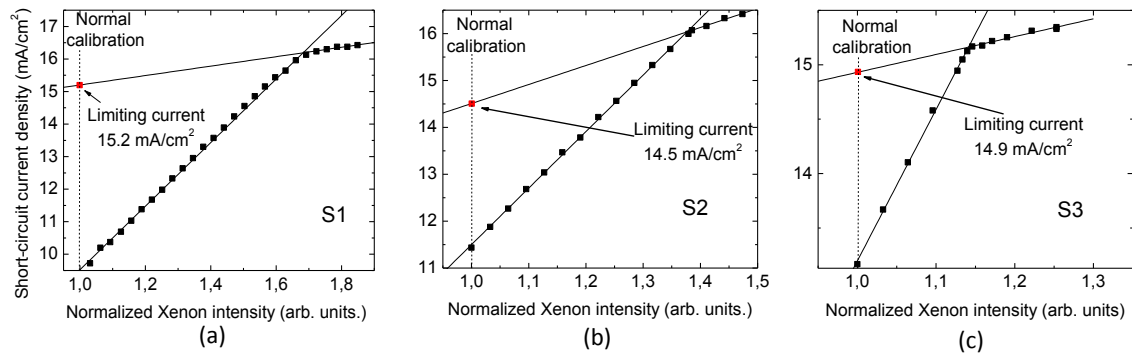 Short-circuit current density (mA/cm²)
17
16
15
14
13
12
11
10
Normal
calibration
Limiting current
15.2 mA/cm²
S1
1,0 1,2 1,4 1,6 1,8
Normalized Xenon intensity (arb. units.)
(a)
16
15
14
13
12
11
Normal
calibration
Limiting current
14.5 mA/cm²
S2
1,0 1,1 1,2 1,3 1,4 1,5
Normalized Xenon intensity (arb. units.)
(b)
15
14
13
Normal
calibration
Limiting current
14.9 mA/cm²
S3
1,0 1,1 1,2 1,3
Normalized Xenon intensity (arb. units)
(c)